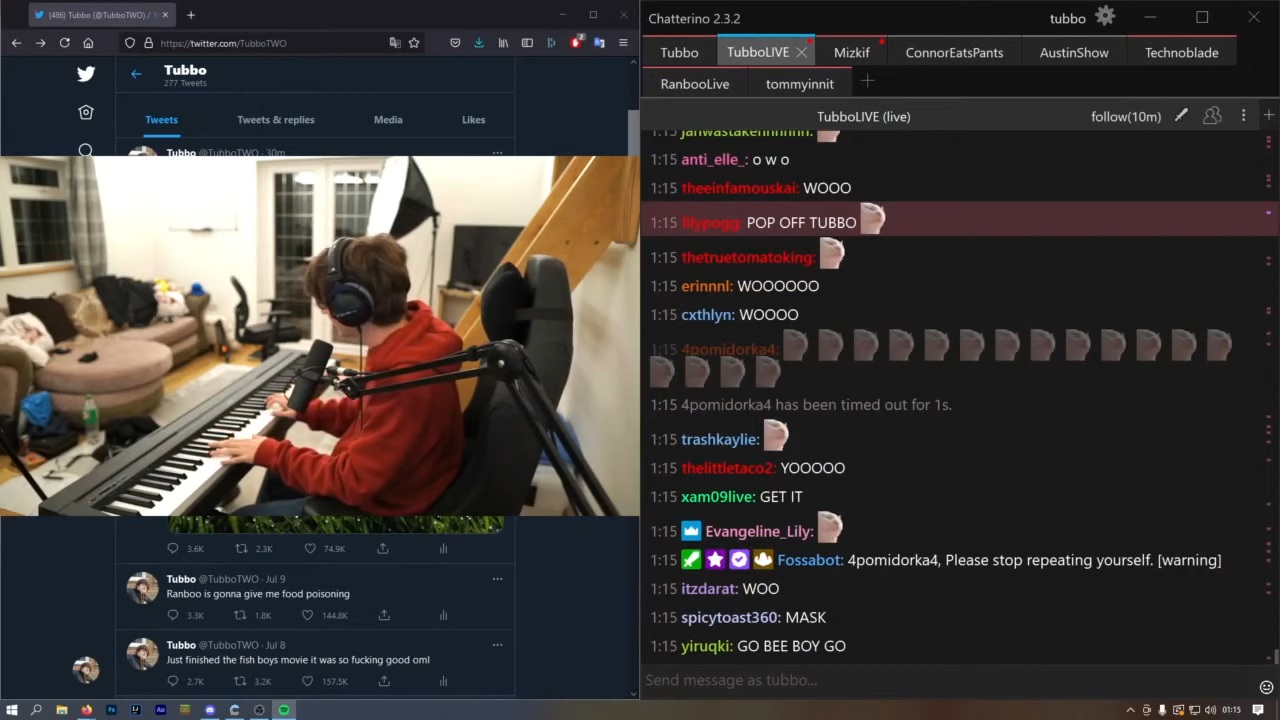 (486) Tubbo (@TubboTWO) /
https://twitter.com/TubboTWO
2
Tubbo
277 Tweets
Tweets
Tweets & replies
Media
Likes
Tubbo @TubboTWO · 30m
3.6K
2.3K
74.9K
Tubbo @TubboTWO · Jul 9
Ranboo is gonna give me food poisoning
3.3K
1.8K
144.8K
Tubbo @TubboTWO · Jul 8
Just finished the fish boys movie it was so fucking good oml
2.7K
3.2K
157.5K
Chatterino 2.3.2
tubbo
Tubbo
TubboLIVE
Mizkif
ConnorEatsPants
AustinShow
Technoblade
RanbooLive
tommyinnit
TubboLIVE (live)
follow(10m)
1:15 anti_elle_: o w o
1:15 theeinfamouskai: WOOO
1:15 lilypogg: POP OFF TUBBO
1:15 thetruetomatoking:
1:15 erinnnl: WOOOOOO
1:15 cxthlyn: WOOOO
1:15 4pomidorka4:
1:15 4pomidorka4 has been timed out for 1s.
1:15 trashkaylie:
1:15 thelittletaco2: YOOOOO
1:15 xam09live: GET IT
1:15 Evangeline_Lily:
1:15 Fossabot: 4pomidorka4, Please stop repeating yourself. [warning]
1:15 itzdarat: WOO
1:15 spicytoast360: MASK
1:15 yiruqki: GO BEE BOY GO
Send message as tubbo...
Ps
Au
01:15